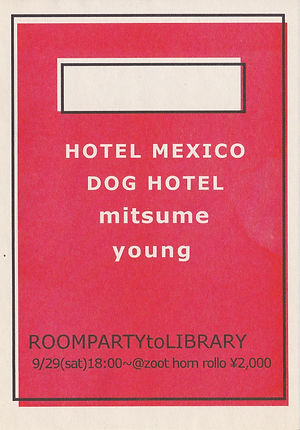 HOTEL MEXICO
DOG HOTEL
mitsume
young
ROOMPARTYtoLIBRARY
9/29(sat)18:00~@zoot horn rollo ¥2,000